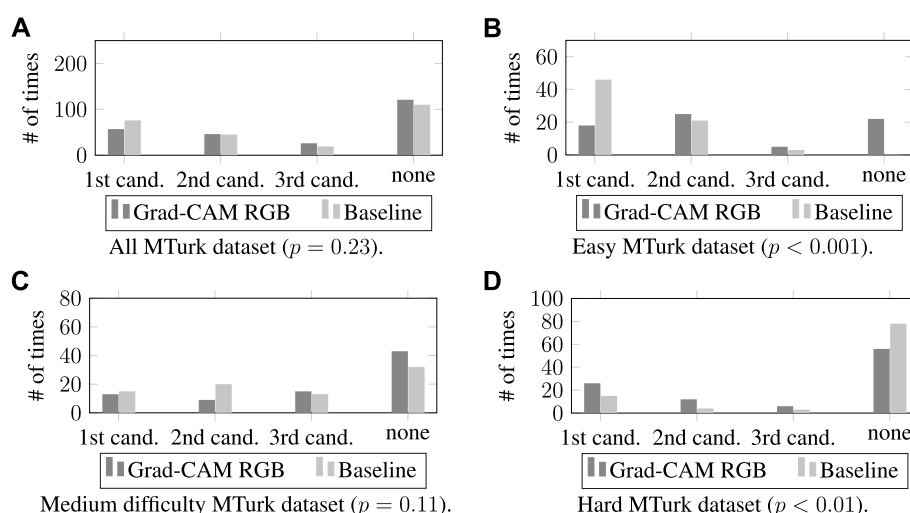 A
# of times
200
100
0
1st cand. 2nd cand. 3rd cand. none
Grad-CAM RGB Baseline
All MTurk dataset (p = 0.23).
B
# of times
60
40
20
0
1st cand. 2nd cand. 3rd cand. none
Grad-CAM RGB Baseline
Easy MTurk dataset (p < 0.001).
C
# of times
80
60
40
20
0
1st cand. 2nd cand. 3rd cand. none
Grad-CAM RGB Baseline
Medium difficulty MTurk dataset (p = 0.11).
D
# of times
100
80
60
40
20
0
1st cand. 2nd cand. 3rd cand. none
Grad-CAM RGB Baseline
Hard MTurk dataset (p < 0.01).